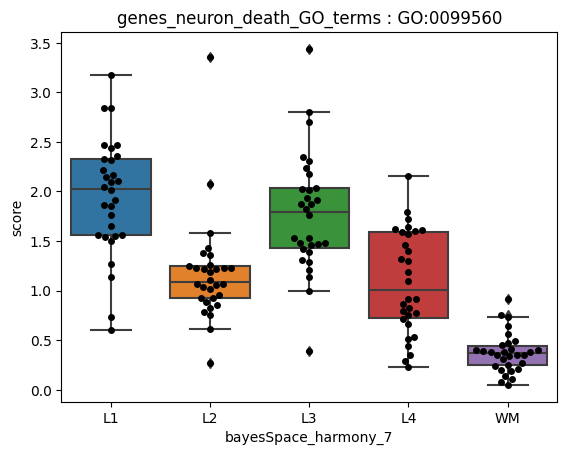 genes_neuron_death_GO_terms : GO:0099560
3.5
3.0
2.5
2.0
1.5
1.0
0.5
0.0
score
L1 L2 L3 L4 WM
bayesSpace_harmony_7